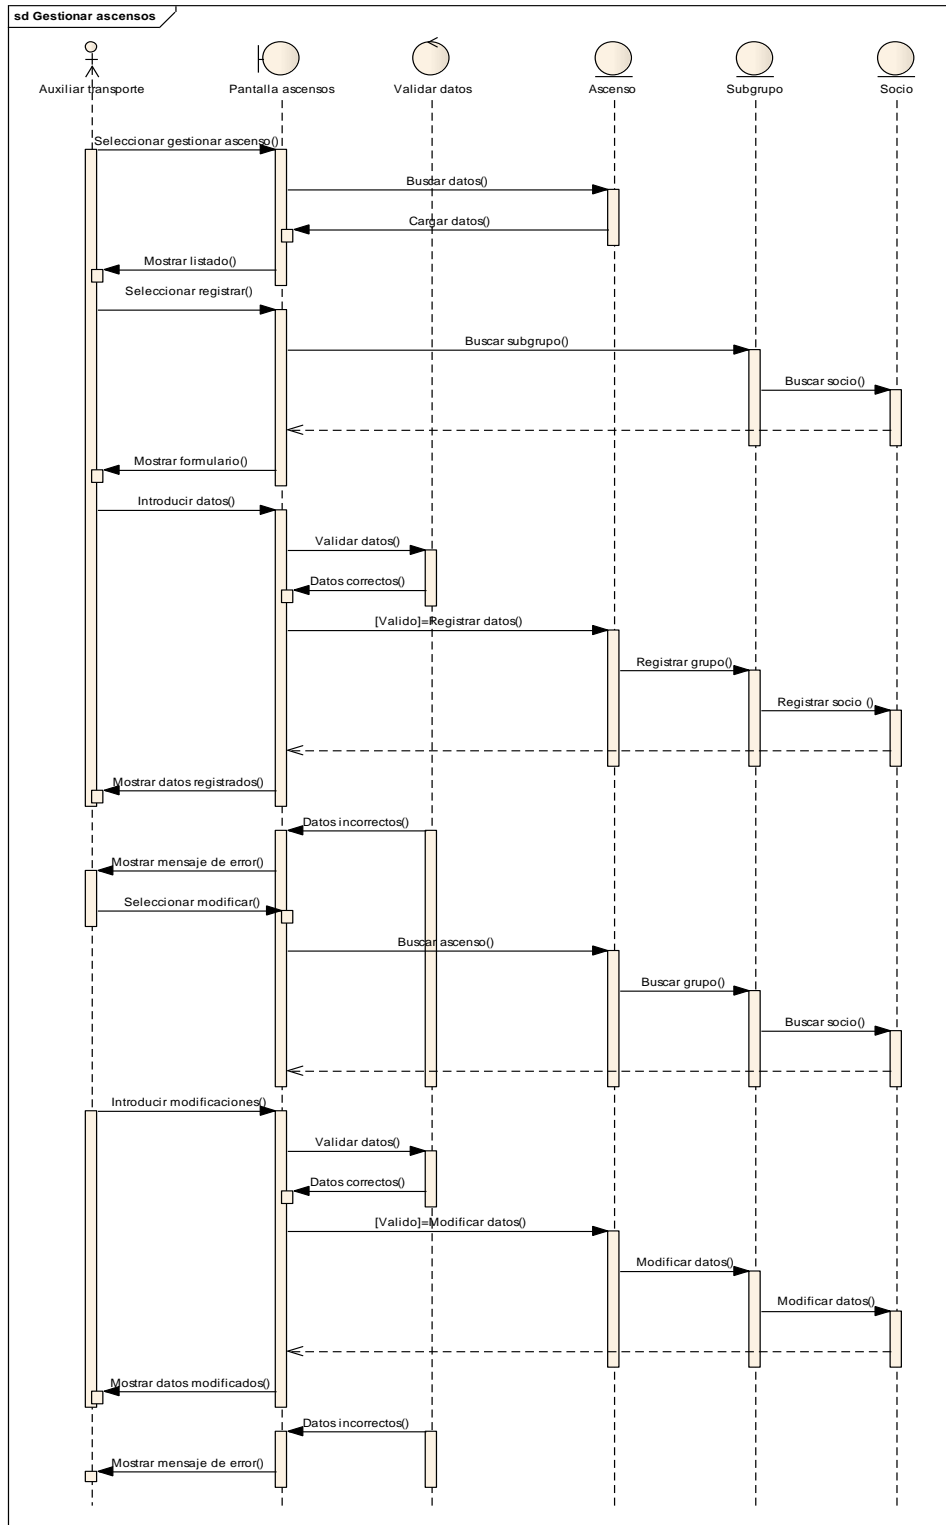 sd Gestionar ascensos
Auxiliar transporte
Pantalla ascensos
Validar datos
Ascenso
Subgrupo
Socio
Seleccionar gestionar ascenso()
Buscar datos()
Cargar datos()
Mostrar listado()
Seleccionar registrar()
Buscar subgrupo()
Buscar socio()
Mostrar formulario()
Introducir datos()
Validar datos()
Datos correctos()
[Valido]=Registrar datos()
Registrar grupo()
Registrar socio ()
Mostrar datos registrados()
Datos incorrectos()
Mostrar mensaje de error()
Seleccionar modificar()
Buscar ascenso()
Buscar grupo()
Buscar socio()
Introducir modificaciones()
Validar datos()
Datos correctos()
[Valido]=Modificar datos()
Modificar datos()
Modificar datos()
Mostrar datos modificados()
Datos incorrectos()
Mostrar mensaje de error()